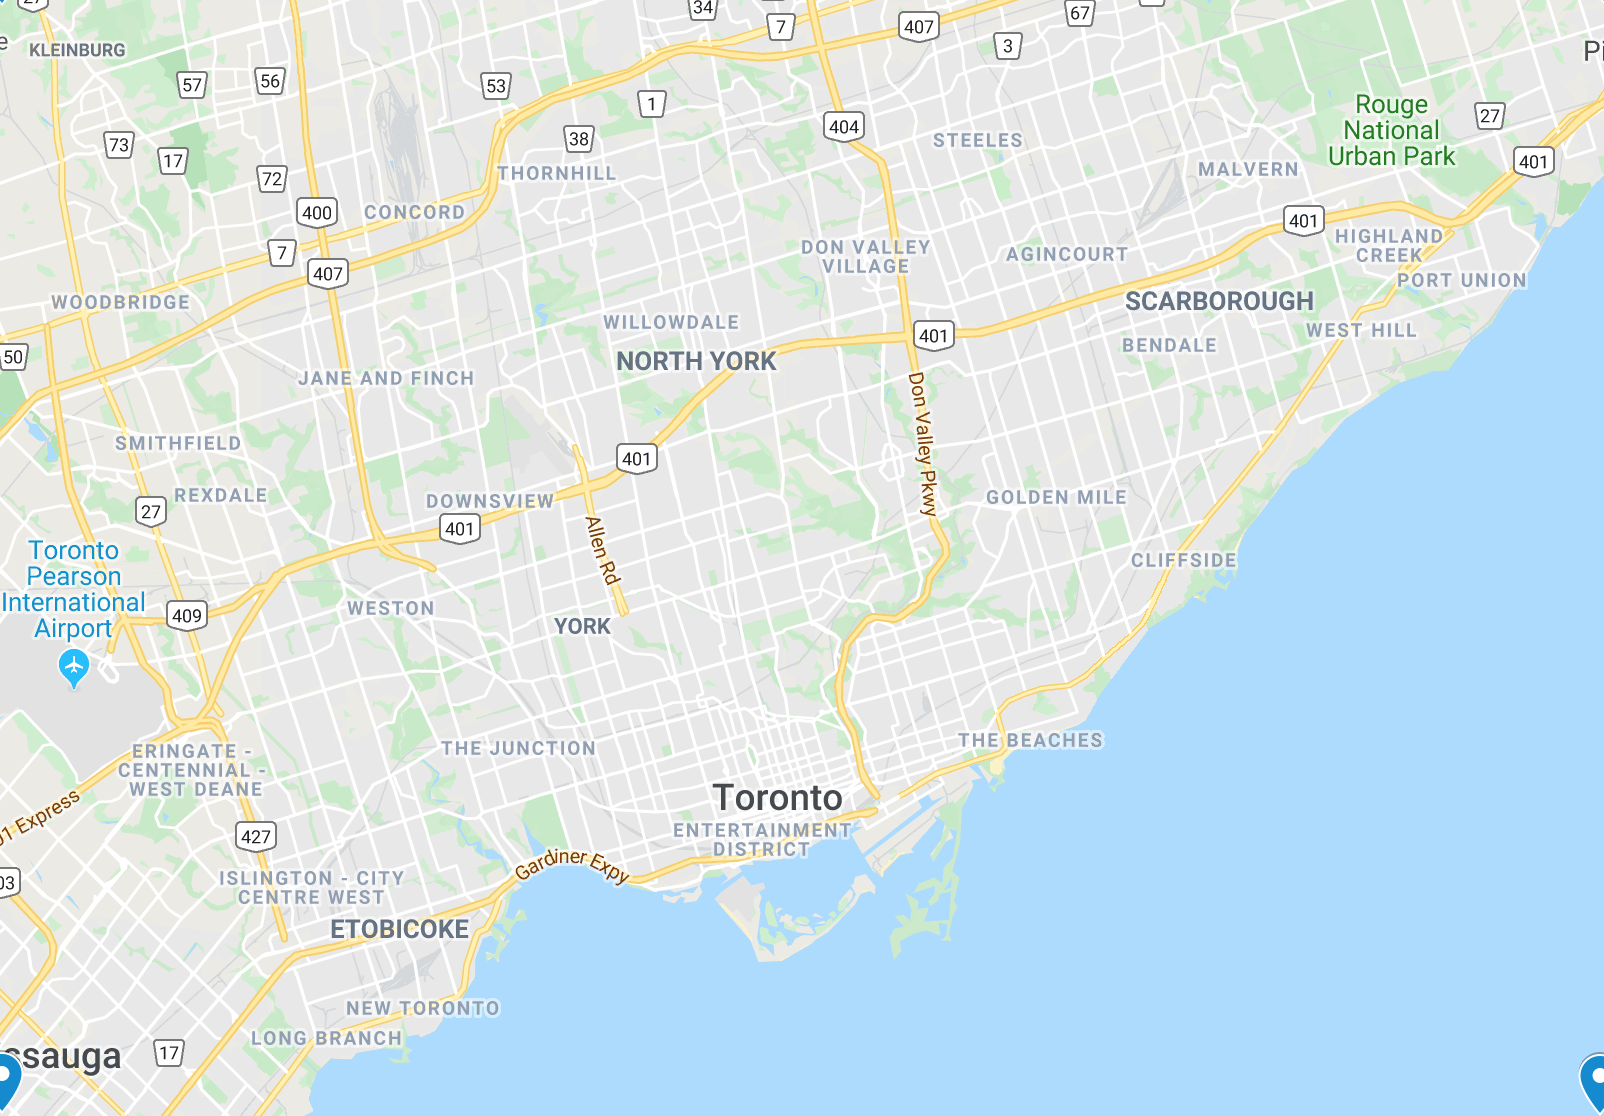 27
34
7
407
67
3
KLEINBURG
Pi
57
56
53
1
Rouge
National
Urban Park
27
404
38
73
17
STEELES
401
MALVERN
THORNHILL
72
400
CONCORD
401
7
DON VALLEY
VILLAGE
AGINCOURT
HIGHLAND
CREEK
407
PORT UNION
WOODBRIDGE
SCARBOROUGH
WILLOWDALE
401
WEST HILL
BENDALE
50
NORTH YORK
JANE AND FINCH
Don Valley Pkwy
SMITHFIELD
401
REXDALE
DOWNSVIEW
GOLDEN MILE
27
401
Allen Rd
Toronto
Pearson
International
Airport
CLIFFSIDE
409
WESTON
YORK
ERINGATE -
CENTENNIAL -
WEST DEANE
THE JUNCTION
THE BEACHES
Toronto
01 Express
ENTERTAINMENT
DISTRICT
427
Gardiner Expy
03
ISLINGTON - CITY
CENTRE WEST
ETOBICOKE
NEW TORONTO
LONG BRANCH
ssauga
17